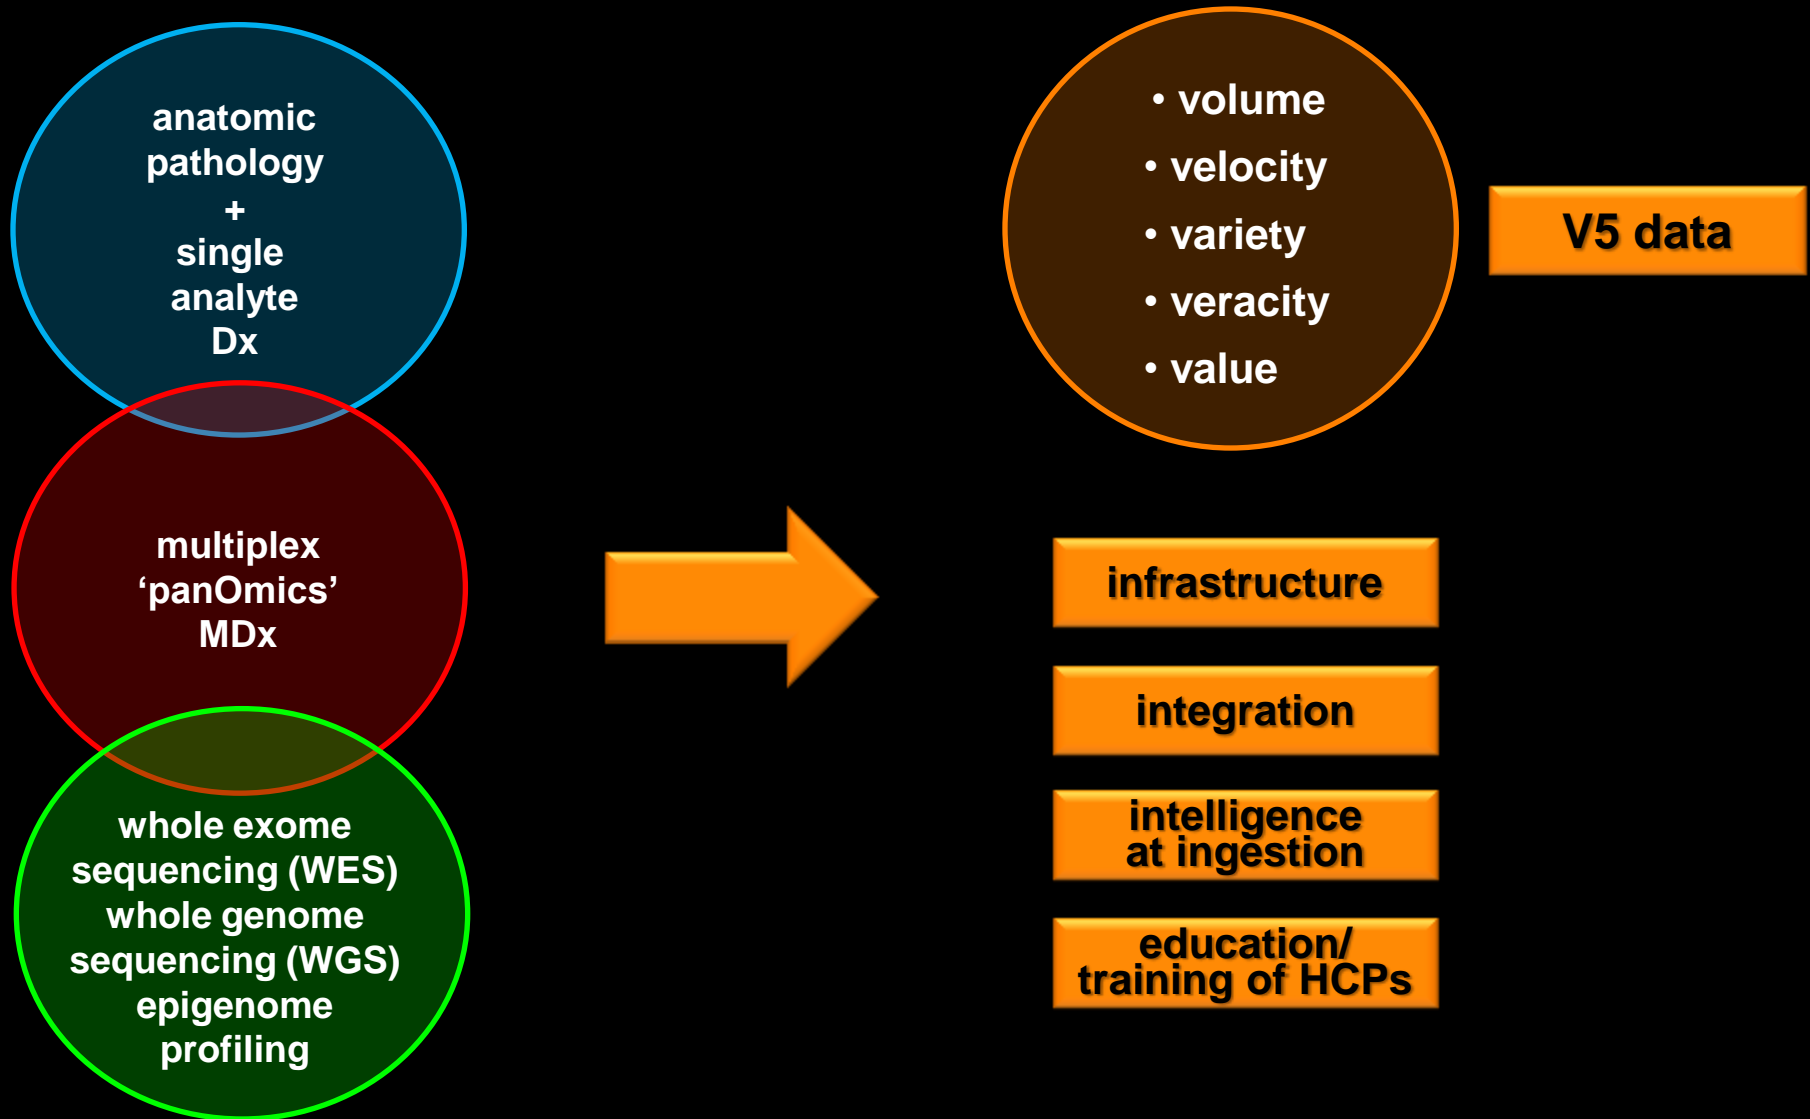 anatomic
pathology
+
single
analyte
Dx
multiplex
‘panOmics’
MDx
whole exome
sequencing (WES)
whole genome
sequencing (WGS)
epigenome
profiling
• volume
• velocity
• variety
• veracity
• value
V5 data
infrastructure
integration
intelligence
at ingestion
education/
training of HCPs